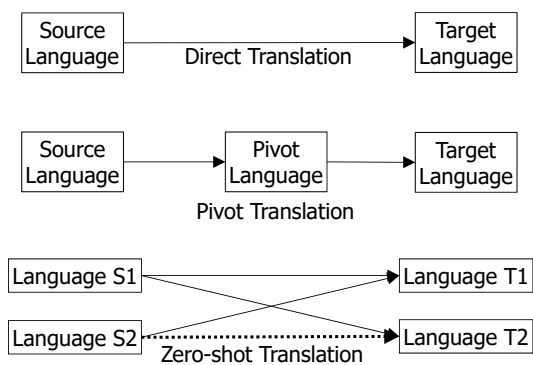 Source
Language
Direct Translation
Target
Language
Source
Language
Pivot
Language
Target
Language
Pivot Translation
Language S1
Language T1
Language S2
Language T2
Zero-shot Translation